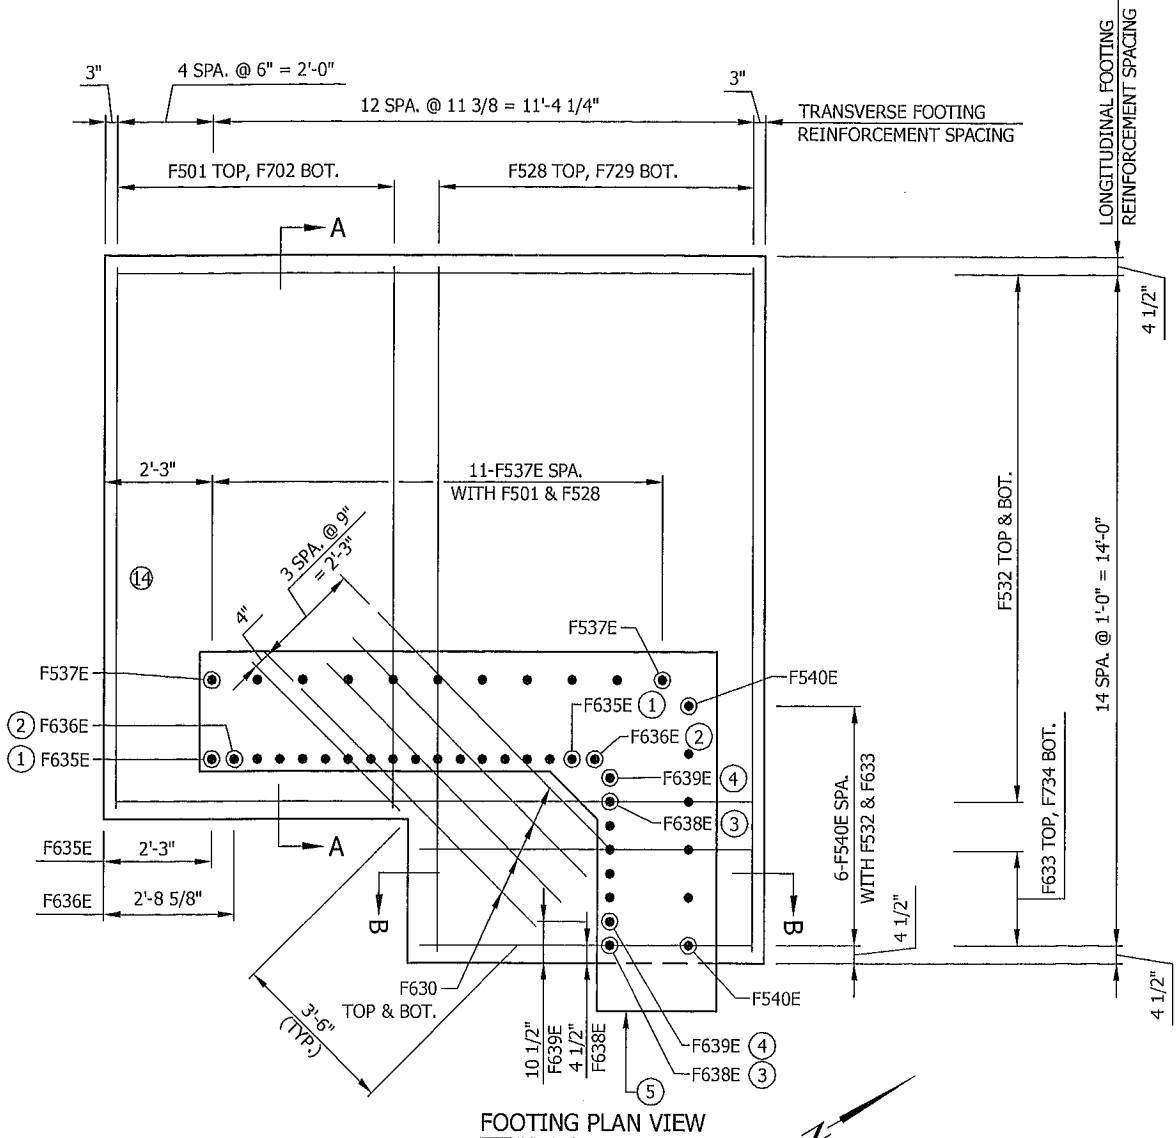 LONGITUDINAL FOOTING
REINFORCEMENT SPACING
3"
4 SPA. @ 6" = 2'-0"
12 SPA. @ 11 3/8 = 11'-4 1/4"
3"
TRANSVERSE FOOTING
REINFORCEMENT SPACING
F501 TOP, F702 BOT.
F528 TOP, F729 BOT.
A
4 1/2"
2'-3"
11-F537E SPA.
WITH F501 & F528
F532 TOP & BOT.
14 SPA. @ 1'-0" = 14'-0"
3 SPA. @ 9"
= 2'-3"
14
4"
F537E
F537E
F540E
F635E 1
2 F636E
F636E 2
1 F635E
F639E 4
F638E 3
6-F540E SPA.
WITH F532 & F633
F633 TOP, F734 BOT.
F635E
2'-3"
A
F636E
2'-8 5/8"
B
B
4 1/2"
4 1/2"
F630
TOP & BOT.
F540E
3'-6"
(TYP.)
10 1/2"
F639E
4 1/2"
F638E
F639E 4
F638E 3
5
FOOTING PLAN VIEW
N